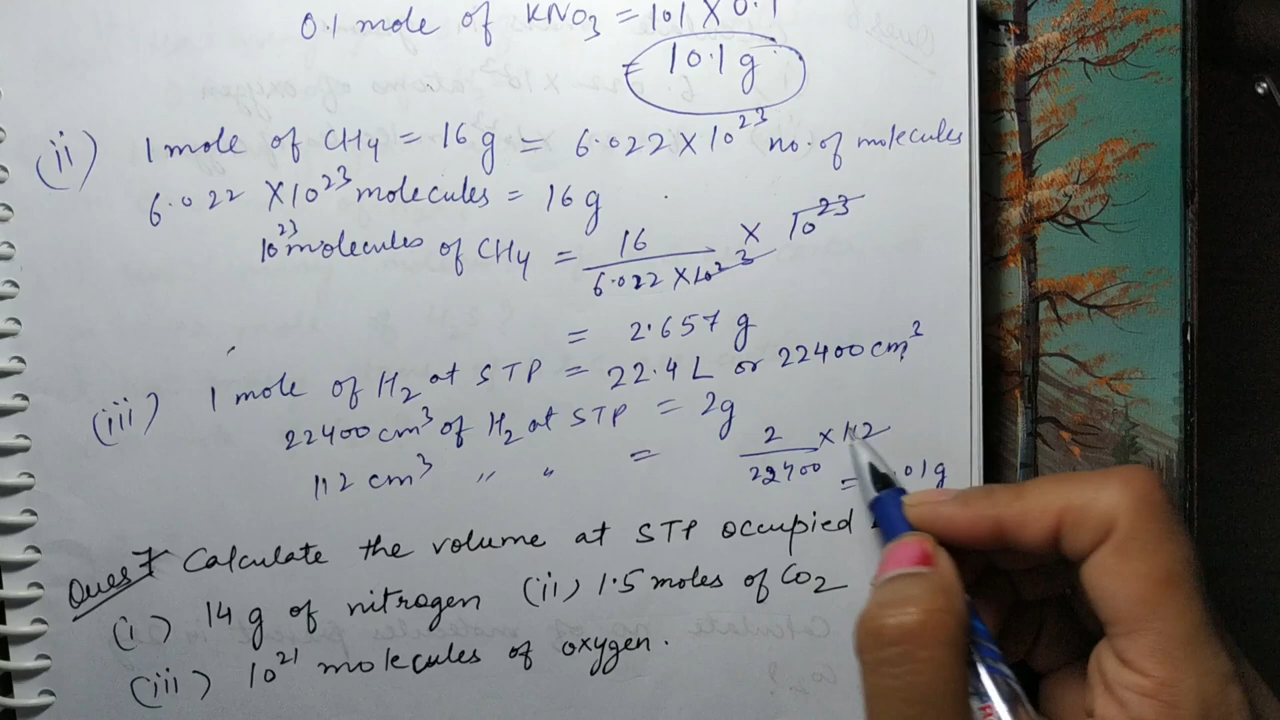 0.1 mole of KNO3 = 101 X 0.1
= 10.1 g
(ii) 1 mole of CH4 = 16 g = 6.022 X 10^23 no. of molecules
6.022 X 10^23 molecules = 16 g
10^23 molecules of CH4 = 16 / 6.022 X 10^23 X 10^23
= 2.657 g
(iii) 1 mole of H2 at STP = 22.4 L or 22400 cm^3
22400 cm^3 of H2 at STP = 2g
112 cm^3 " " = 2 / 22400 X 112
= .01g
Ques 7 Calculate the volume at STP occupied
(i) 14 g of nitrogen (ii) 1.5 moles of CO2
(iii) 10^21 molecules of oxygen.